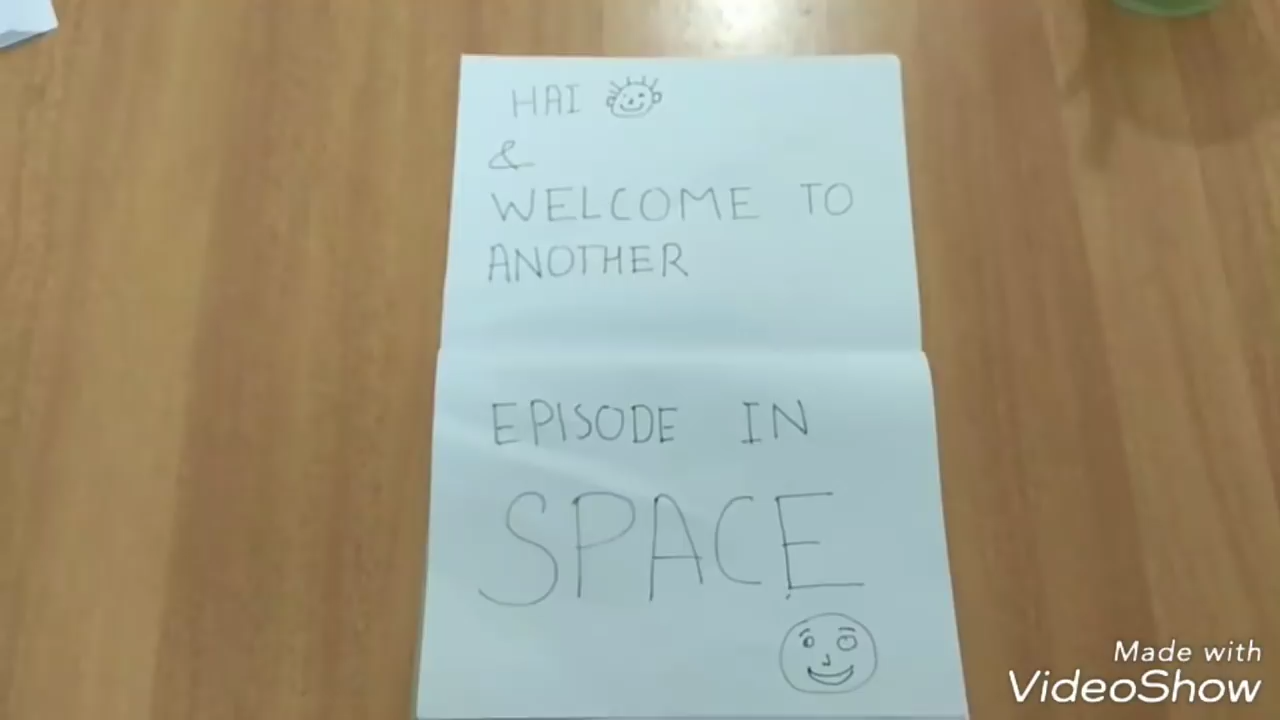 HAI
&
WELCOME TO
ANOTHER
EPISODE IN
SPACE
Made with
VideoShow